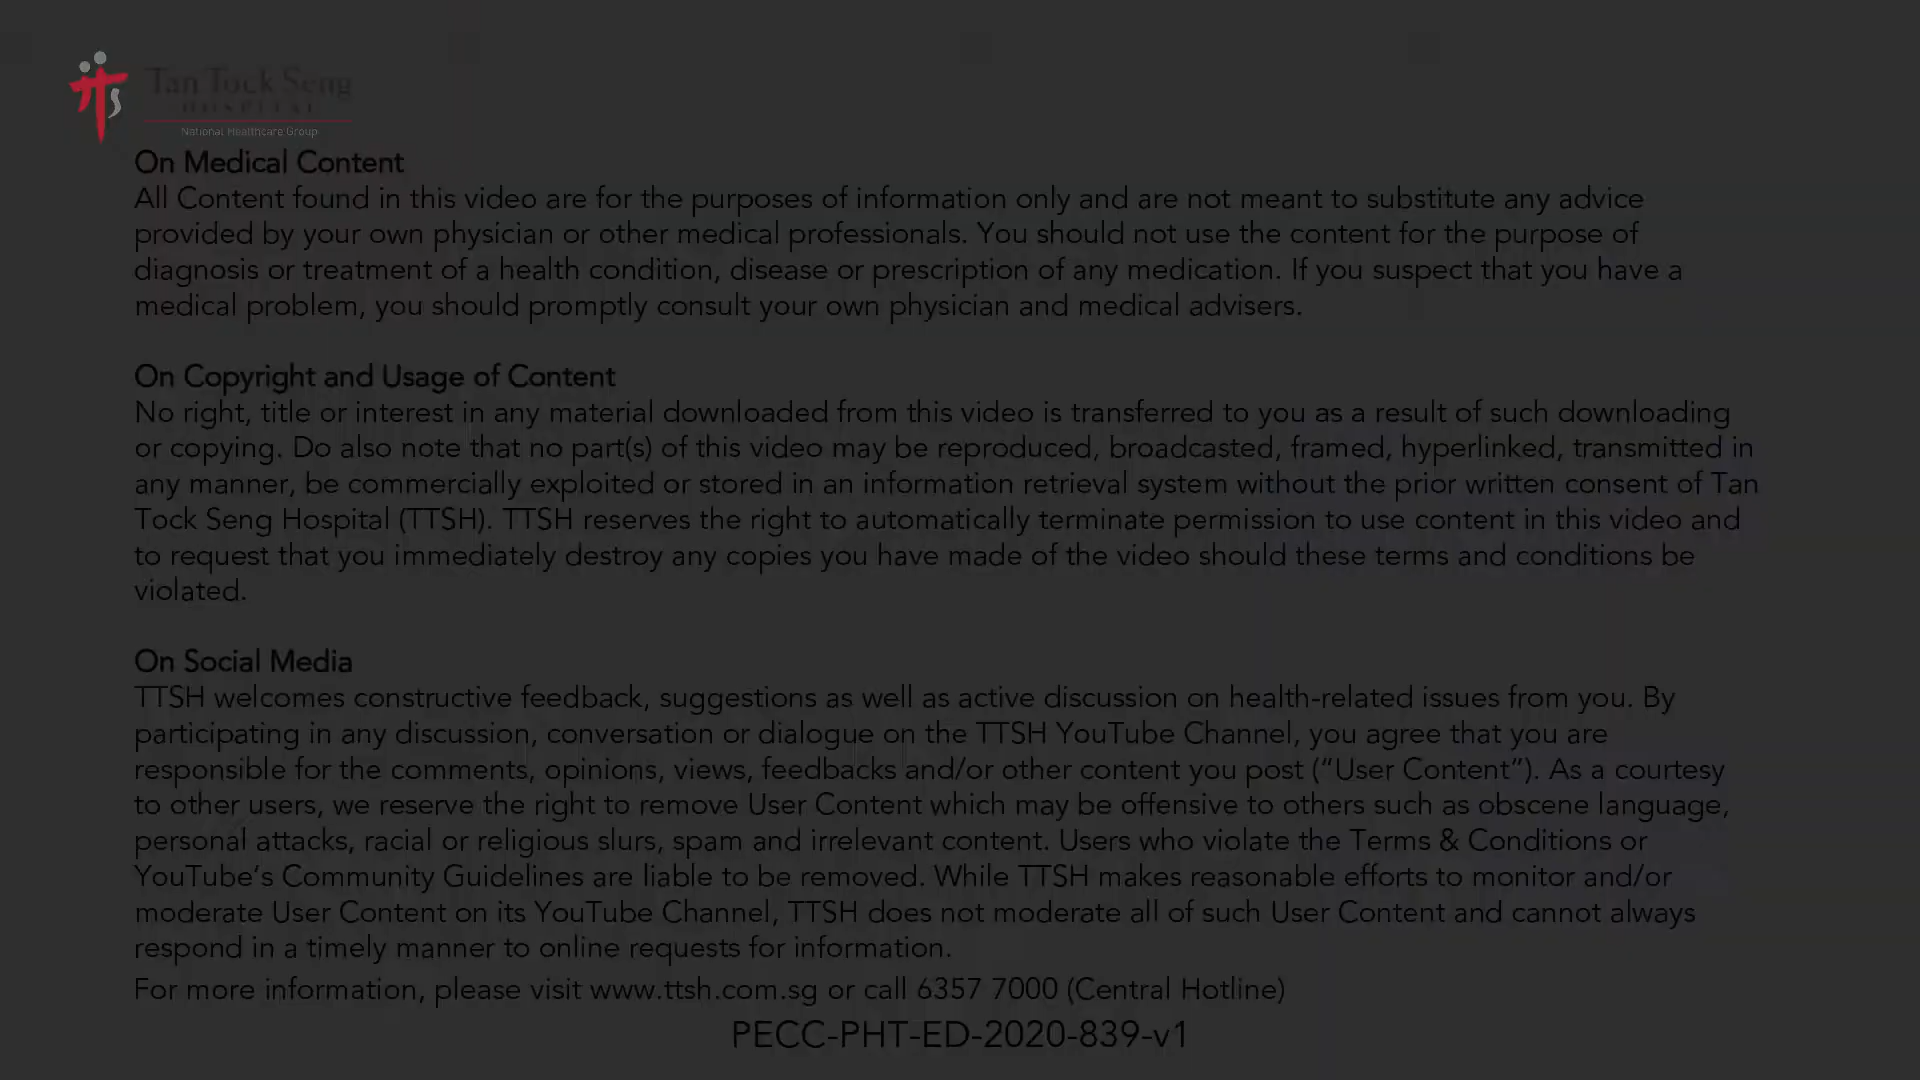 Tan Tock Seng
HOSPITAL
National Healthcare Group
On Medical Content
All Content found in this video are for the purposes of information only and are not meant to substitute any advice
provided by your own physician or other medical professionals. You should not use the content for the purpose of
diagnosis or treatment of a health condition, disease or prescription of any medication. If you suspect that you have a
medical problem, you should promptly consult your own physician and medical advisers.
On Copyright and Usage of Content
No right, title or interest in any material downloaded from this video is transferred to you as a result of such downloading
or copying. Do also note that no part(s) of this video may be reproduced, broadcasted, framed, hyperlinked, transmitted in
any manner, be commercially exploited or stored in an information retrieval system without the prior written consent of Tan
Tock Seng Hospital (TTSH). TTSH reserves the right to automatically terminate permission to use content in this video and
to request that you immediately destroy any copies you have made of the video should these terms and conditions be
violated.
On Social Media
TTSH welcomes constructive feedback, suggestions as well as active discussion on health-related issues from you. By
participating in any discussion, conversation or dialogue on the TTSH YouTube Channel, you agree that you are
responsible for the comments, opinions, views, feedbacks and/or other content you post (“User Content”). As a courtesy
to other users, we reserve the right to remove User Content which may be offensive to others such as obscene language,
personal attacks, racial or religious slurs, spam and irrelevant content. Users who violate the Terms & Conditions or
YouTube’s Community Guidelines are liable to be removed. While TTSH makes reasonable efforts to monitor and/or
moderate User Content on its YouTube Channel, TTSH does not moderate all of such User Content and cannot always
respond in a timely manner to online requests for information.
For more information, please visit www.ttsh.com.sg or call 6357 7000 (Central Hotline)
PECC-PHT-ED-2020-839-v1